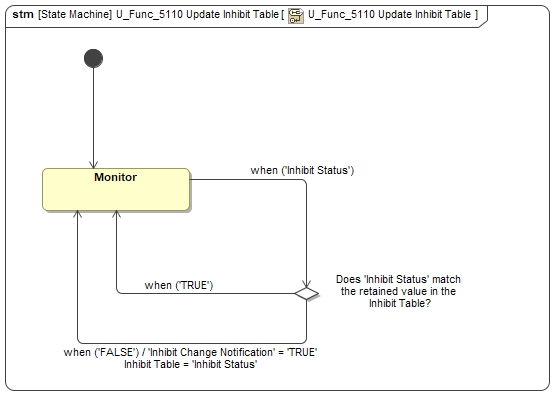 stm [State Machine] U_Func_5110 Update Inhibit Table [ U_Func_5110 Update Inhibit Table ]
Monitor
when ('Inhibit Status')
when ('TRUE')
Does 'Inhibit Status' match
the retained value in the
Inhibit Table?
when ('FALSE') / 'Inhibit Change Notification' = 'TRUE'
Inhibit Table = 'Inhibit Status'